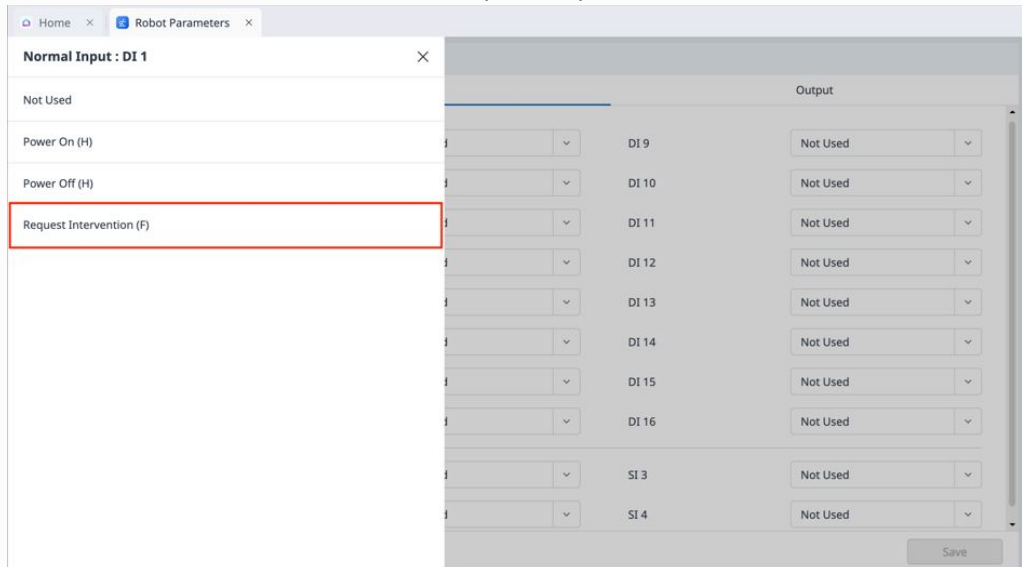 Home × Robot Parameters ×
Normal Input : DI 1
Output
Not Used
Power On (H)
DI 9 Not Used
Power Off (H)
DI 10 Not Used
Request Intervention (F)
DI 11 Not Used
DI 12 Not Used
DI 13 Not Used
DI 14 Not Used
DI 15 Not Used
DI 16 Not Used
SI 3 Not Used
SI 4 Not Used
Save